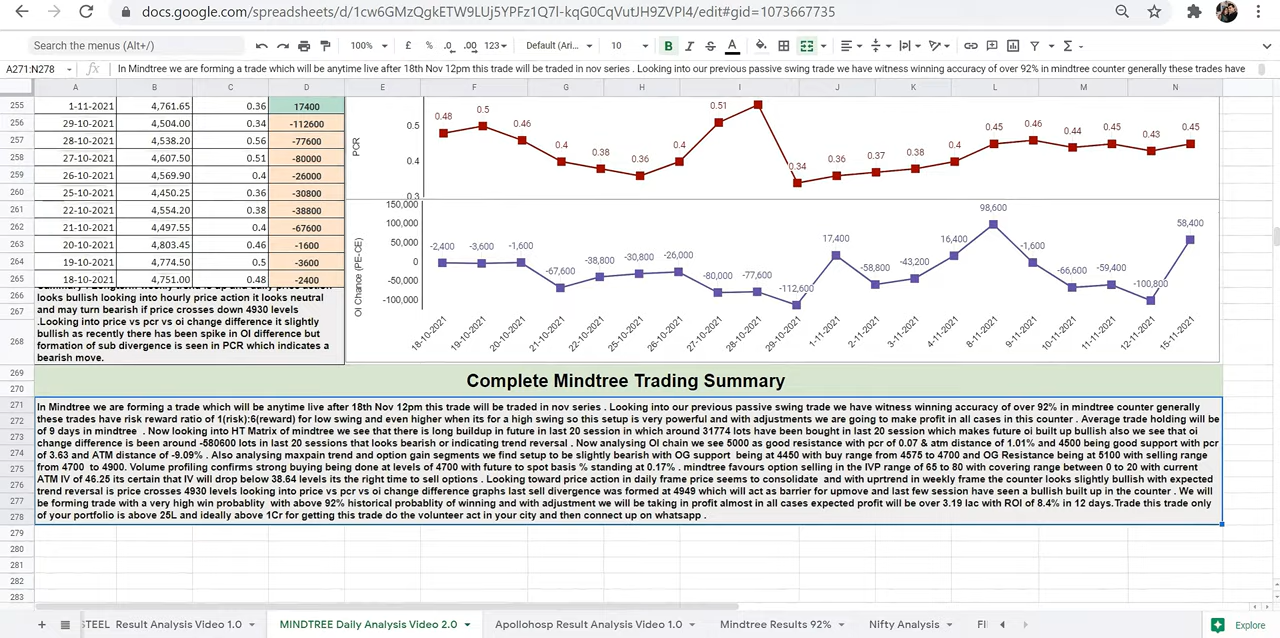 docs.google.com/spreadsheets/d/1cw6GMzQgkETW9LUj5YPFz1Q7l-kqG0CqVutJH9ZVPI4/edit#gid=1073667735
Search the menus (Alt+/) 100% £ % .0 .00 123 Default (Ari... 10 B I S A
A271:N278 fx In Mindtree we are forming a trade which will be anytime live after 18th Nov 12pm this trade will be traded in nov series . Looking into our previous passive swing trade we have witness winning accuracy of over 92% in mindtree counter generally these trades have
A B C D E F G H I J K L M N
255 1-11-2021 4,761.65 0.36 17400
256 29-10-2021 4,504.00 0.34 -112600
257 28-10-2021 4,538.20 0.56 -77600
258 27-10-2021 4,607.50 0.51 -80000
259 26-10-2021 4,569.90 0.4 -26000
260 25-10-2021 4,450.25 0.36 -30800
261 22-10-2021 4,554.20 0.38 -38800
262 21-10-2021 4,497.55 0.4 -67600
263 20-10-2021 4,803.45 0.46 -1600
264 19-10-2021 4,774.50 0.5 -3600
265 18-10-2021 4,751.00 0.48 -2400
266
267
268
looks bullish looking into hourly price action it looks neutral
and may turn bearish if price crosses down 4930 levels
.Looking into price vs pcr vs oi change difference it slightly
bullish as recently there has been spike in OI difference but
formation of sub divergence is seen in PCR which indicates a
bearish move.
PCR
0.5
0.4
0.3
0.48 0.5 0.46 0.4 0.38 0.36 0.4 0.51 0.34 0.36 0.37 0.38 0.4 0.45 0.46 0.44 0.45 0.43 0.45
OI Change (PE-CE)
150,000
100,000
50,000
0
-50,000
-100,000
-2,400 -3,600 -1,600 -67,600 -38,800 -30,800 -26,000 -80,000 -77,600 -112,600 17,400 -58,800 -43,200 16,400 98,600 -1,600 -66,600 -59,400 -100,800 58,400
18-10-2021 19-10-2021 20-10-2021 21-10-2021 22-10-2021 25-10-2021 26-10-2021 27-10-2021 28-10-2021 29-10-2021 1-11-2021 2-11-2021 3-11-2021 4-11-2021 8-11-2021 9-11-2021 10-11-2021 11-11-2021 12-11-2021 15-11-2021
269
270
Complete Mindtree Trading Summary
271
272
273
274
275
276
277
278
In Mindtree we are forming a trade which will be anytime live after 18th Nov 12pm this trade will be traded in nov series . Looking into our previous passive swing trade we have witness winning accuracy of over 92% in mindtree counter generally
these trades have risk reward ratio of 1(risk):6(reward) for low swing and even higher when its for a high swing so this setup is very powerful and with adjustments we are going to make profit in all cases in this counter . Average trade holding will be
of 9 days in mindtree . Now looking into HT Matrix of mindtree we see that there is long buildup in future in last 20 session in which around 31774 lots have been bought in last 20 session which makes future oi built up bullish also we see that oi
change difference is been around -580600 lots in last 20 sessions that looks bearish or indicating trend reversal . Now analysing OI chain we see 5000 as good resistance with pcr of 0.07 & atm distance of 1.01% and 4500 being good support with pcr
of 3.63 and ATM distance of -9.09% . Also analysing maxpain trend and option gain segments we find setup to be slightly bearish with OG support being at 4450 with buy range from 4575 to 4700 and OG Resistance being at 5100 with selling range
from 4700 to 4900. Volume profiling confirms strong buying being done at levels of 4700 with future to spot basis % standing at 0.17% . mindtree favours option selling in the IVP range of 65 to 80 with covering range between 0 to 20 with current
ATM IV of 46.25 its certain that IV will drop below 38.64 levels its the right time to sell options . Looking toward price action in daily frame price seems to consolidate and with uptrend in weekly frame the counter looks slightly bullish with expected
trend reversal is price crosses 4930 levels looking into price vs pcr vs oi change difference graphs last sell divergence was formed at 4949 which will act as barrier for upmove and last few session have seen a bullish built up in the counter . We will
be forming trade with a very high win probablity with above 92% historical probablity of winning and with adjustment we will be taking in profit almost in all cases expected profit will be over 3.19 lac with ROI of 8.4% in 12 days.Trade this trade only
of your portfolio is above 25L and ideally above 1Cr for getting this trade do the volunteer act in your city and then connect up on whatsapp .
279
280
281
282
283
STEEL Result Analysis Video 1.0 MINDTREE Daily Analysis Video 2.0 Apollohosp Result Analysis Video 1.0 Mindtree Results 92% Nifty Analysis Explore